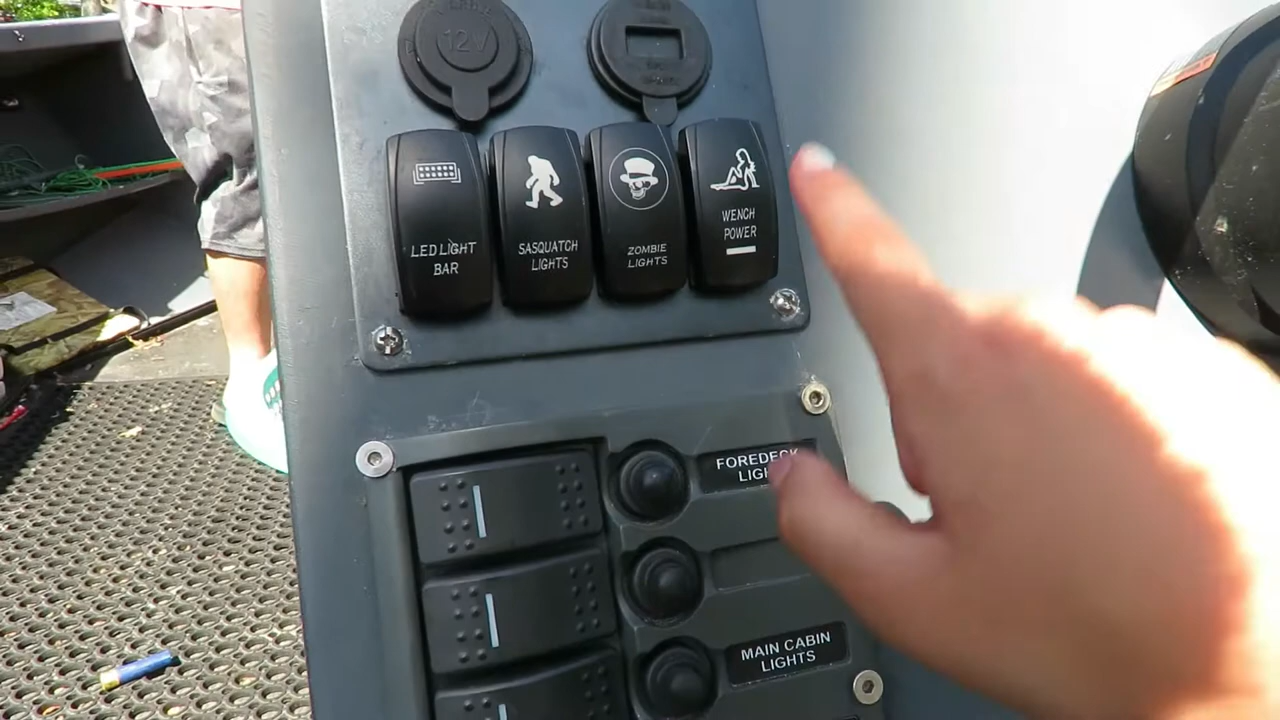 12V
LED LIGHT
BAR
SASQUATCH
LIGHTS
ZOMBIE
LIGHTS
WENCH
POWER
FOREDECK
MAIN CABIN
LIGHTS